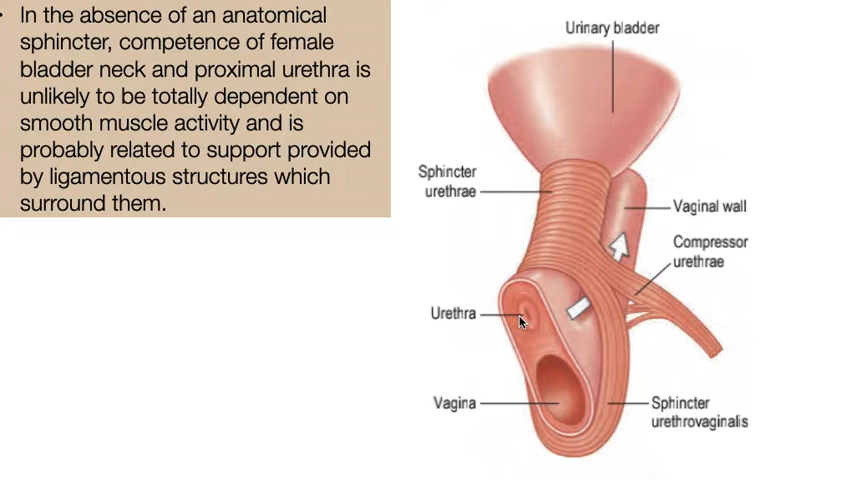 • In the absence of an anatomical
sphincter, competence of female
bladder neck and proximal urethra is
unlikely to be totally dependent on
smooth muscle activity and is
probably related to support provided
by ligamentous structures which
surround them.
Urinary bladder
Sphincter
urethrae
Vaginal wall
Compressor
urethrae
Urethra
Vagina
Sphincter
urethrovaginalis